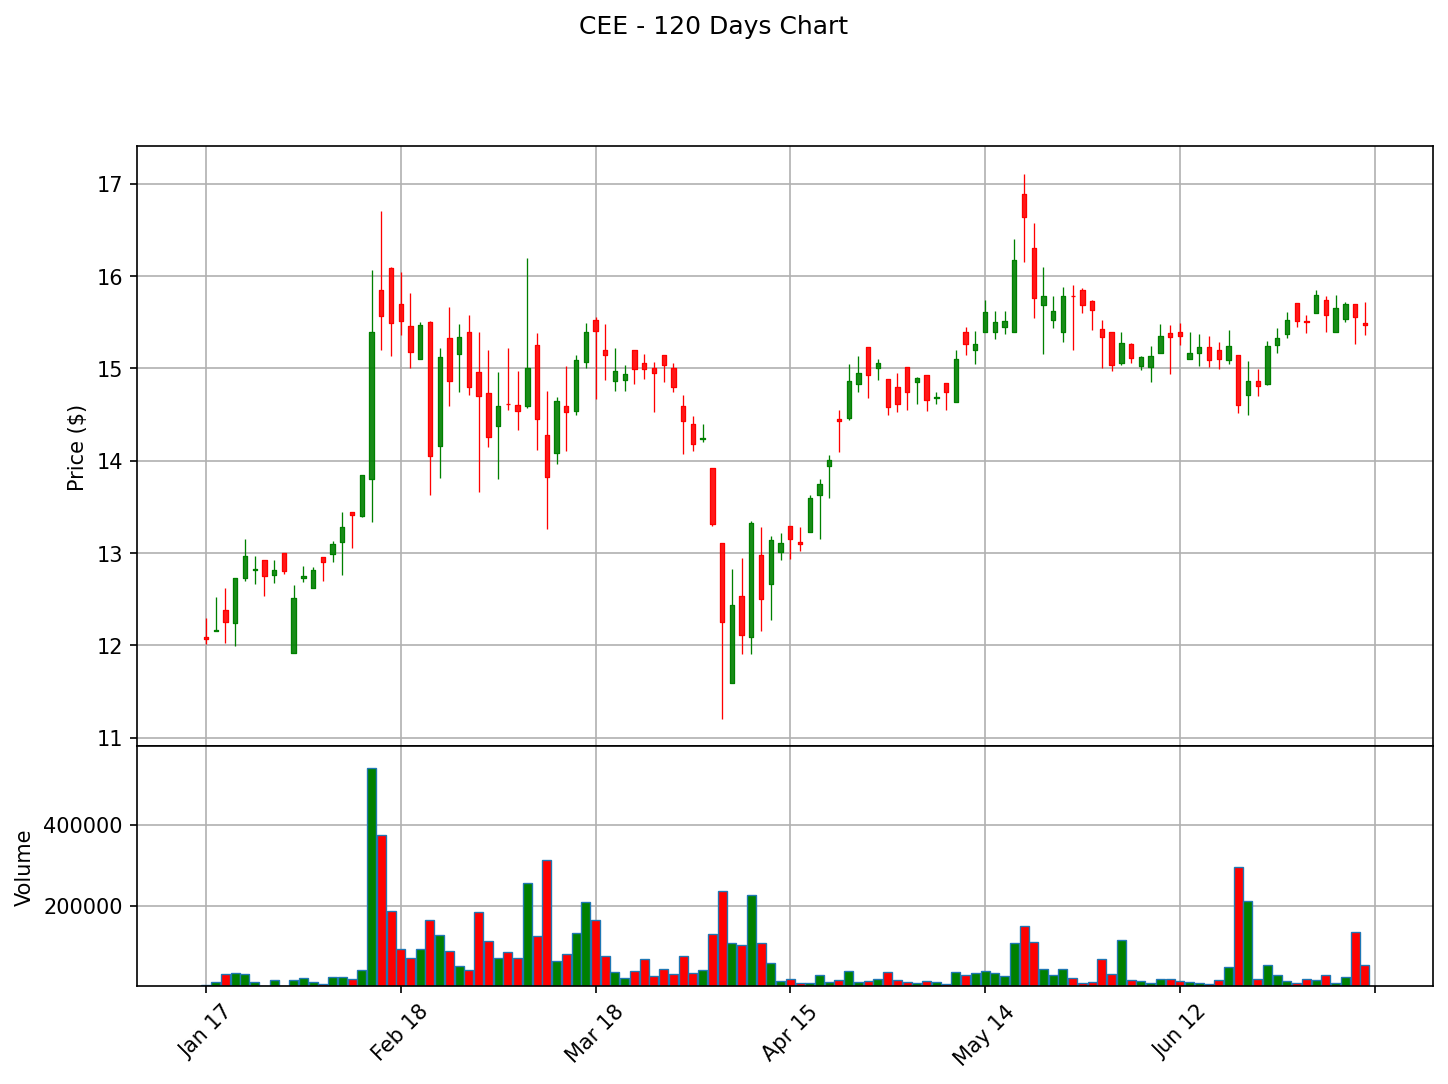 CEE - 120 Days Chart
17
16
15
14
13
12
11
Price ($)
400000
200000
Volume
Jan 17
Feb 18
Mar 18
Apr 15
May 14
Jun 12